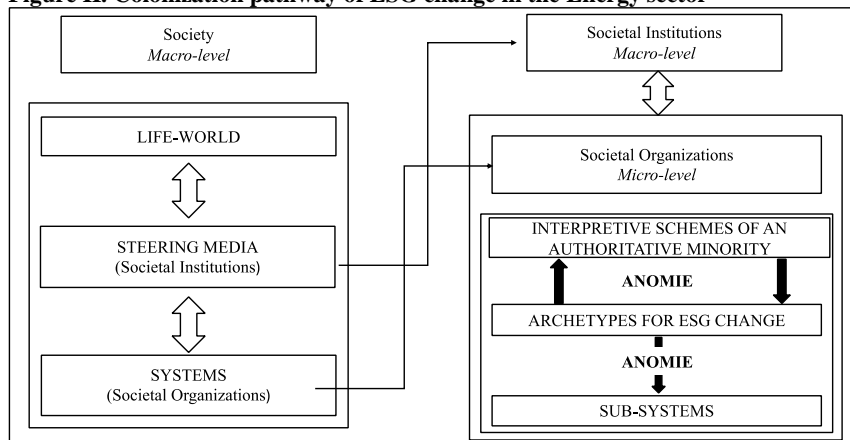 Figure II. Colonization pathway of ESG change in the Energy sector
Society
Macro-level
LIFE-WORLD
STEERING MEDIA
(Societal Institutions)
SYSTEMS
(Societal Organizations)
Societal Institutions
Macro-level
Societal Organizations
Micro-level
INTERPRETIVE SCHEMES OF AN
AUTHORITATIVE MINORITY
ANOMIE
ARCHETYPES FOR ESG CHANGE
ANOMIE
SUB-SYSTEMS